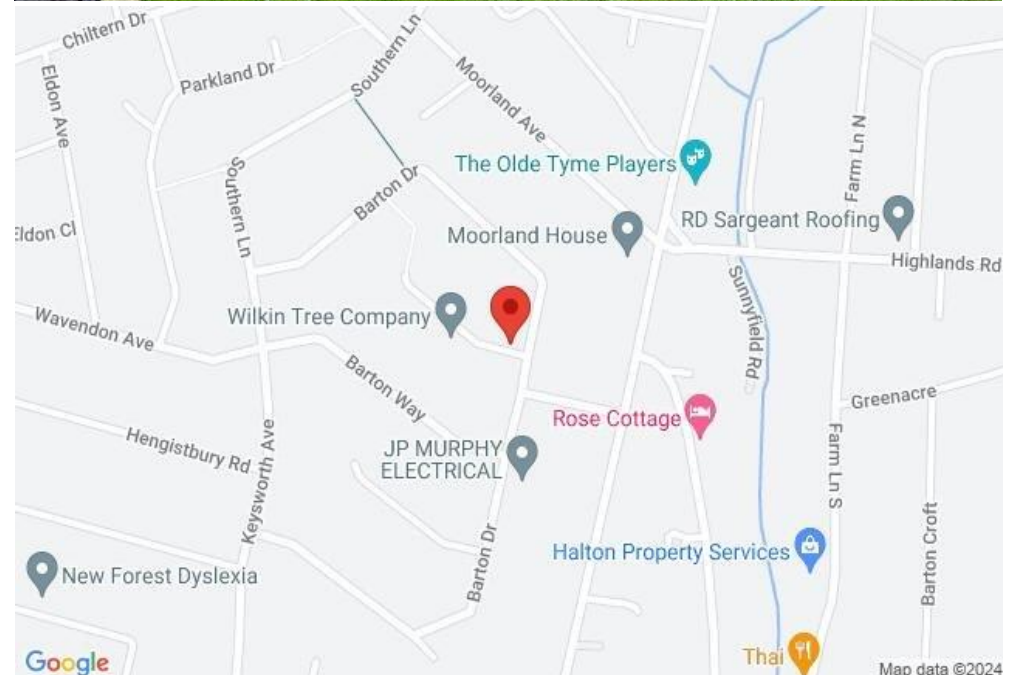 Chiltern Dr
Eldon Ave
Parkland Dr
Southern Ln
Moorland Ave
The Olde Tyme Players
Farm Ln N
Southern Ln
Barton Dr
Eldon Cl
Moorland House
RD Sargeant Roofing
Highlands Rd
Wavendon Ave
Wilkin Tree Company
Sunnyfield Rd
Barton Way
Greenacre
Rose Cottage
Hengistbury Rd
Keysworth Ave
JP MURPHY
ELECTRICAL
Farm Ln S
Barton Dr
Halton Property Services
Barton Croft
New Forest Dyslexia
Google
Thai
Map data ©2024